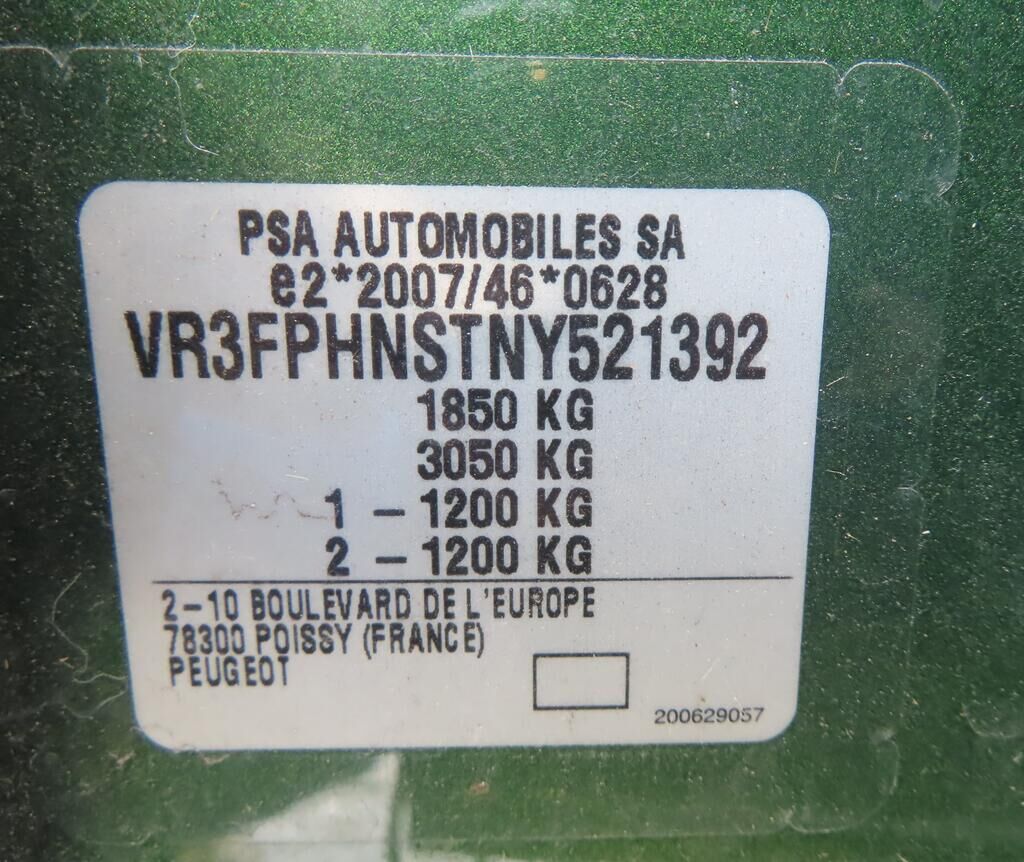 PSA AUTOMOBILES SA
e2*2007/46*0628
VR3FPHNSTNY521392
1850 KG
3050 KG
1 – 1200 KG
2 – 1200 KG
2–10 BOULEVARD DE L'EUROPE
78300 POISSY (FRANCE)
PEUGEOT
200629057